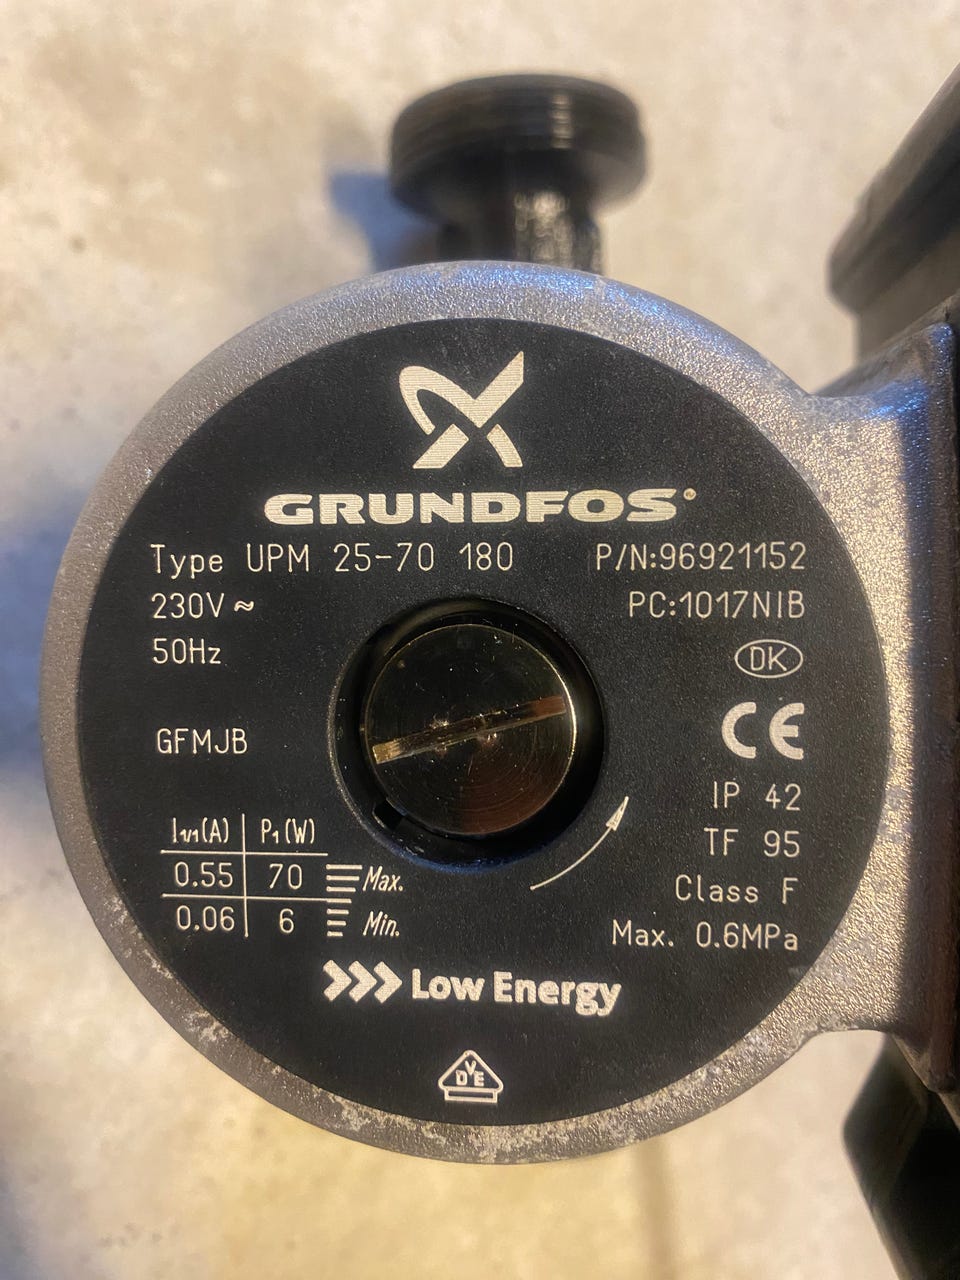 GRUNDFOS
Type UPM 25-70 180 P/N:96921152
230V ~ PC:1017NIB
50Hz
DK
GFMJB
CE
IP 42
TF 95
Class F
Max. 0.6MPa
I₁/₁(A) P₁(W)
0.55 70 Max.
0.06 6 Min.
Low Energy
VDE